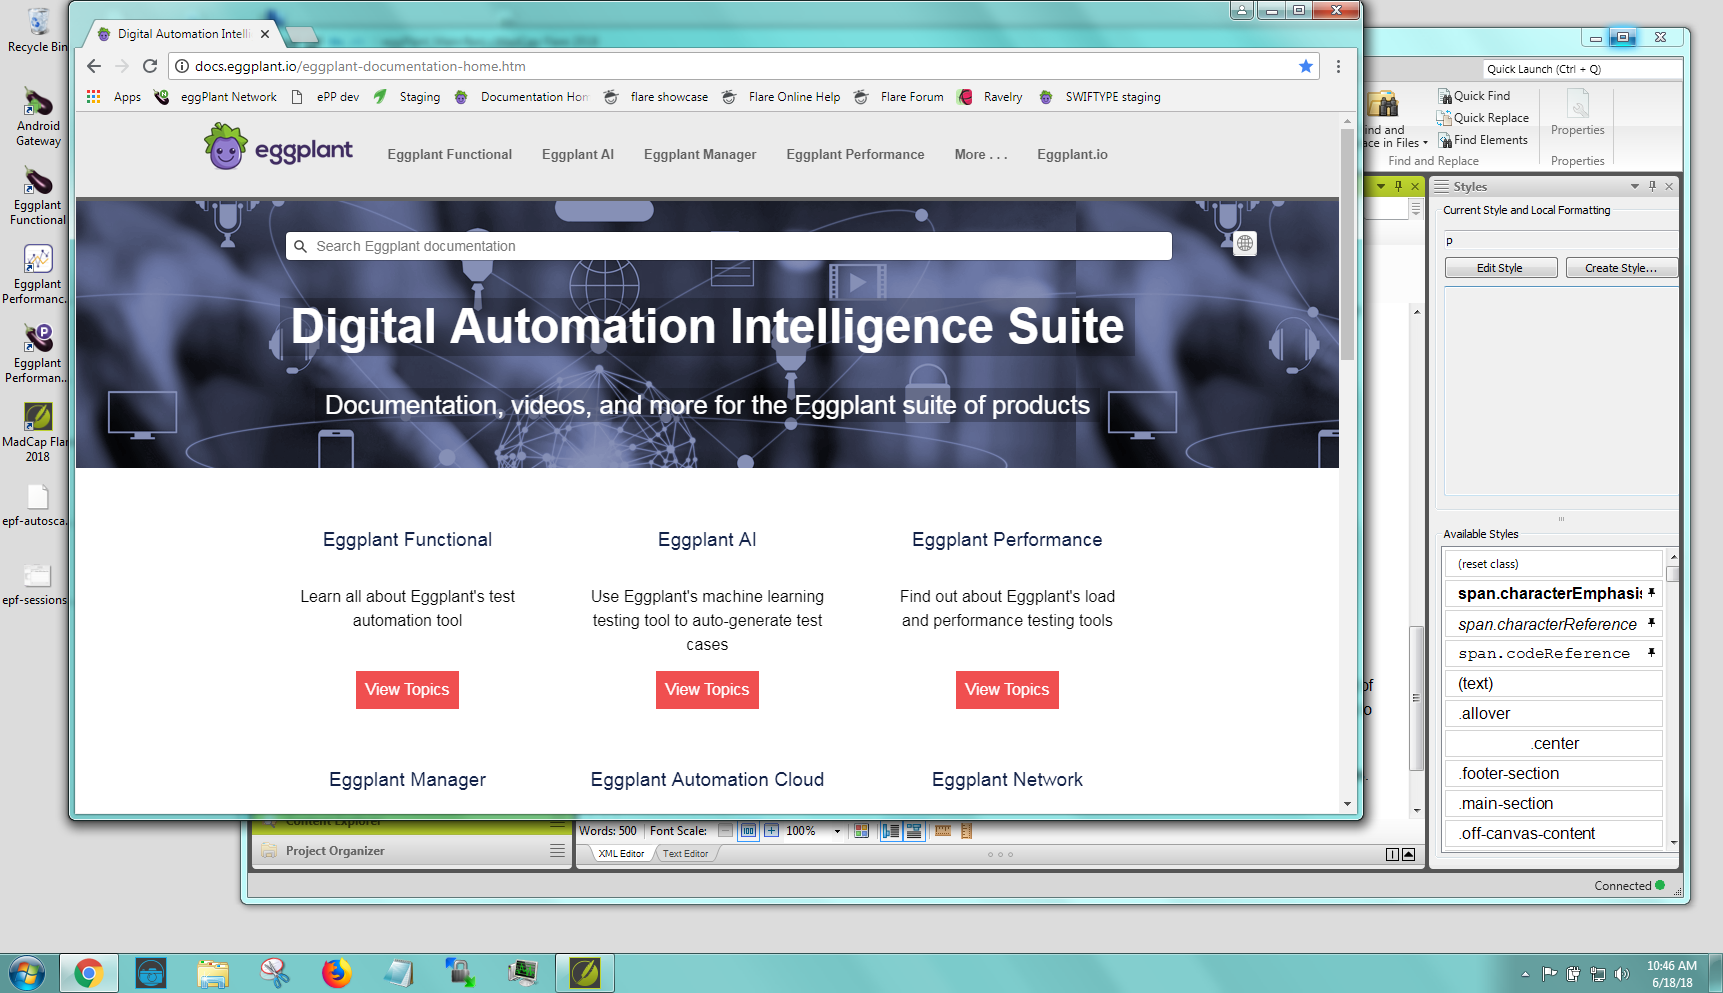 Recycle Bin
Android
Gateway
Eggplant
Functional
Eggplant
Performanc...
Eggplant
Performan...
MadCap Flar
2018
epf-autosca..
epf-sessions
Digital Automation Intelli
docs.eggplant.io/eggplant-documentation-home.htm
Apps
eggPlant Network
ePP dev
Staging
Documentation Hom
flare showcase
Flare Online Help
Flare Forum
Ravelry
SWIFTYPE staging
eggplant
Eggplant Functional
Eggplant AI
Eggplant Manager
Eggplant Performance
More . . .
Eggplant.io
Search Eggplant documentation
Digital Automation Intelligence Suite
Documentation, videos, and more for the Eggplant suite of products
Eggplant Functional
Learn all about Eggplant's test
automation tool
View Topics
Eggplant AI
Use Eggplant's machine learning
testing tool to auto-generate test
cases
View Topics
Eggplant Performance
Find out about Eggplant's load
and performance testing tools
View Topics
Eggplant Manager
Eggplant Automation Cloud
Eggplant Network
Quick Launch (Ctrl + Q)
ind and
ace in Files
Quick Find
Quick Replace
Find Elements
Find and Replace
Properties
Properties
Styles
Current Style and Local Formatting
p
Edit Style
Create Style...
Available Styles
(reset class)
span.characterEmphasis
span.characterReference
span.codeReference
(text)
.allover
.center
.footer-section
.main-section
.off-canvas-content
of
o
Content Explorer
Project Organizer
Words: 500
Font Scale:
100
100%
XML Editor
Text Editor
Connected
10:46 AM
6/18/18